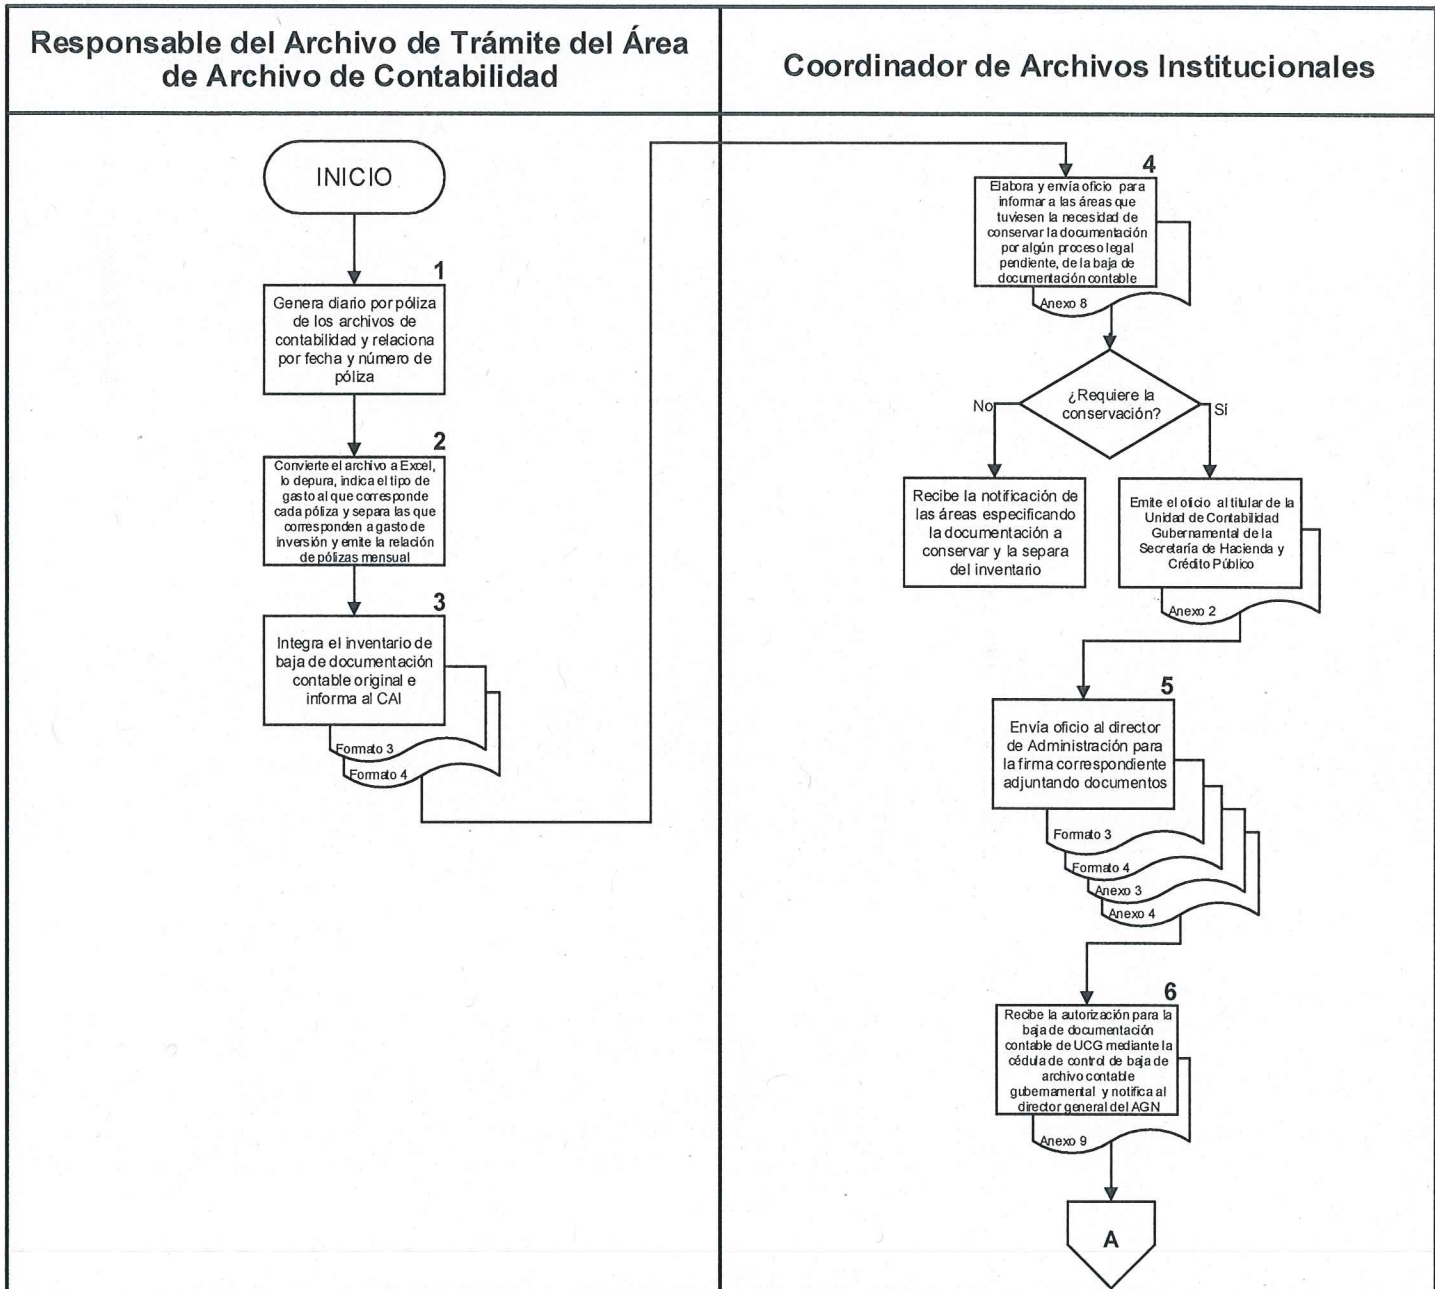 Responsable del Archivo de Trámite del Área
de Archivo de Contabilidad
Coordinador de Archivos Institucionales
INICIO
1
Genera diario por póliza
de los archivos de
contabilidad y relaciona
por fecha y número de
póliza
2
Convierte el archivo a Excel,
lo depura, indica el tipo de
gasto al que corresponde
cada póliza y separa las que
corresponden a gasto de
inversión y emite la relación
de pólizas mensual
3
Integra el inventario de
baja de documentación
contable original e
informa al CAI
Formato 3
Formato 4
4
Elabora y envía oficio para
informar a las áreas que
tuviesen la necesidad de
conservar la documentación
por algún proceso legal
pendiente, de la baja de
documentación contable
Anexo 8
¿Requiere la
conservación?
No
Sí
Recibe la notificación de
las áreas especificando
la documentación a
conservar y la separa
del inventario
Emite el oficio al titular de la
Unidad de Contabilidad
Gubernamental de la
Secretaría de Hacienda y
Crédito Público
Anexo 2
5
Envía oficio al director
de Administración para
la firma correspondiente
adjuntando documentos
Formato 3
Formato 4
Anexo 3
Anexo 4
6
Recibe la autorización para la
baja de documentación
contable de UCG mediante la
cédula de control de baja de
archivo contable
gubernamental y notifica al
director general del AGN
Anexo 9
A